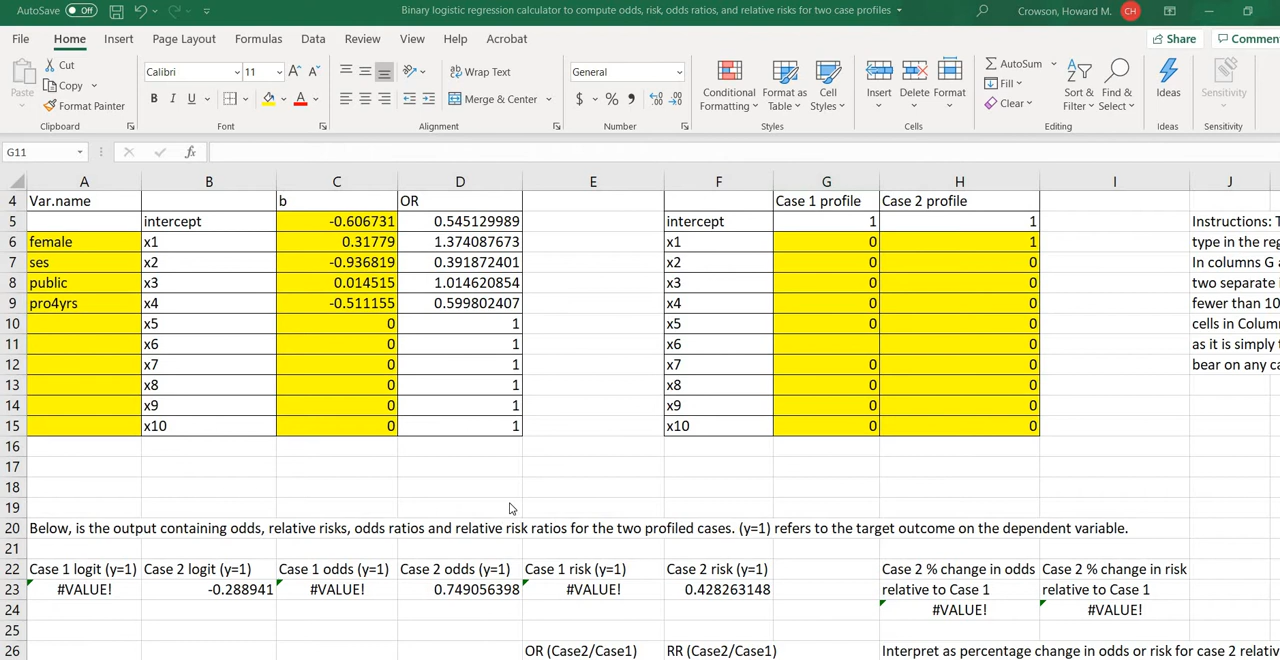 AutoSave Off Binary logistic regression calculator to compute odds, risk, odds ratios, and relative risks for two case profiles Crowson, Howard M. CH
File Home Insert Page Layout Formulas Data Review View Help Acrobat Share Commen
Paste Cut Copy Format Painter Clipboard
Calibri 11 A A B I U A Font
Wrap Text Merge & Center Alignment
General $ % 9 Number
Conditional Formatting Format as Table Cell Styles Styles
Insert Delete Format Cells
AutoSum Fill Clear Sort & Filter Find & Select Editing
Ideas Ideas
Sensitivity Sensitivity
G11 fx
A B C D E F G H I J
4 Var.name b OR Case 1 profile Case 2 profile
5 intercept -0.606731 0.545129989 intercept 1 1 Instructions: T
6 female x1 0.31779 1.374087673 x1 0 1 type in the reg
7 ses x2 -0.936819 0.391872401 x2 0 0 In columns G a
8 public x3 0.014515 1.014620854 x3 0 0 two separate i
9 pro4yrs x4 -0.511155 0.599802407 x4 0 0 fewer than 10
10 x5 0 1 x5 0 0 cells in Colum
11 x6 0 1 x6 0 as it is simply t
12 x7 0 1 x7 0 0 bear on any ca
13 x8 0 1 x8 0 0
14 x9 0 1 x9 0 0
15 x10 0 1 x10 0 0
16
17
18
19
20 Below, is the output containing odds, relative risks, odds ratios and relative risk ratios for the two profiled cases. (y=1) refers to the target outcome on the dependent variable.
21
22 Case 1 logit (y=1) Case 2 logit (y=1) Case 1 odds (y=1) Case 2 odds (y=1) Case 1 risk (y=1) Case 2 risk (y=1) Case 2 % change in odds Case 2 % change in risk
23 #VALUE! -0.288941 #VALUE! 0.749056398 #VALUE! 0.428263148 relative to Case 1 relative to Case 1
24 #VALUE! #VALUE!
25
26 OR (Case2/Case1) RR (Case2/Case1) Interpret as percentage change in odds or risk for case 2 relativ